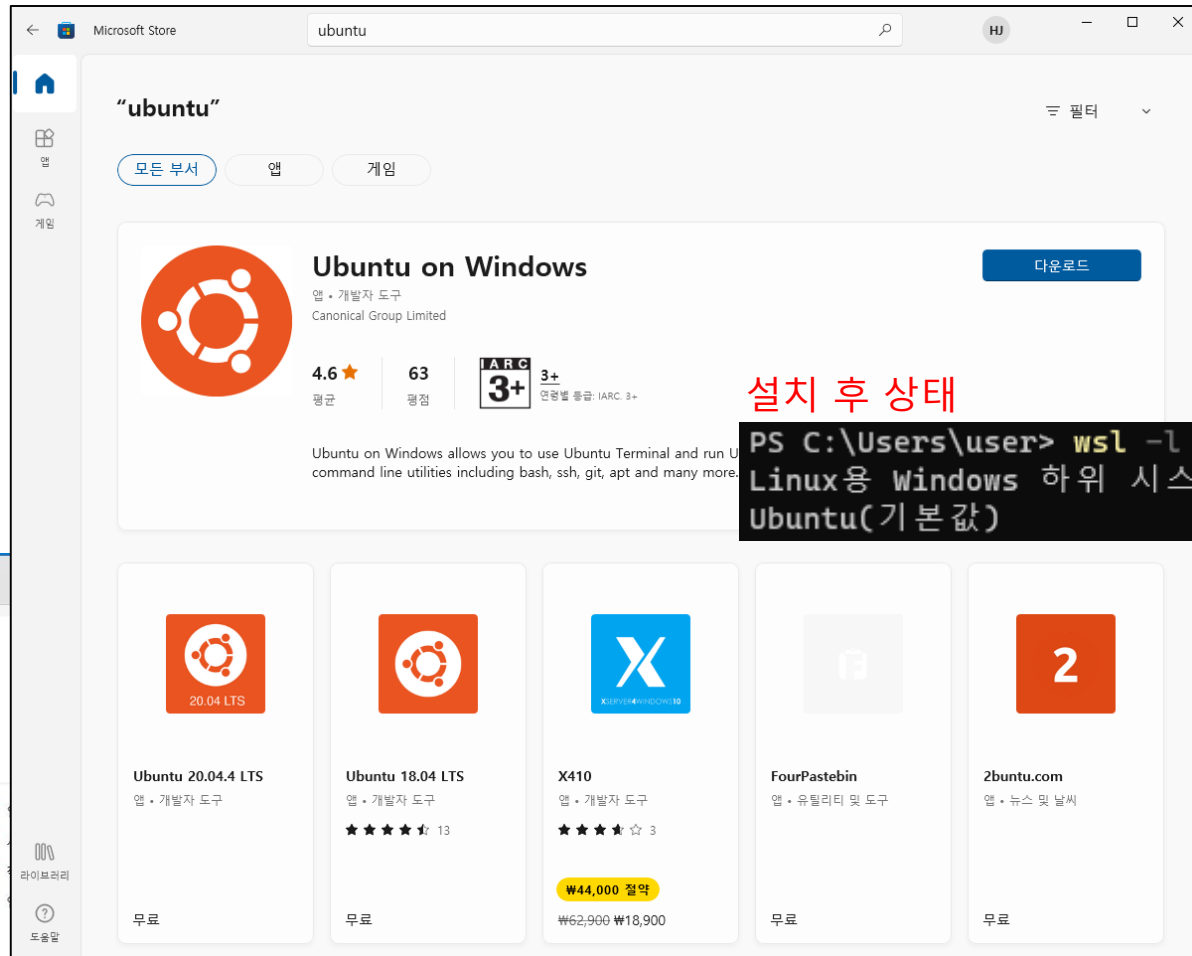 Microsoft Store
ubuntu
HJ
“ubuntu”
필터
모든 부서
앱
게임
앱
게임
Ubuntu on Windows
다운로드
앱 • 개발자 도구
Canonical Group Limited
4.6
평균
63
평점
IARC
3+
3+
연령별 등급: IARC. 3+
Ubuntu on Windows allows you to use Ubuntu Terminal and run U
command line utilities including bash, ssh, git, apt and many more.
설치 후 상태
PS C:\Users\user> wsl -l
Linux용 Windows 하위 시스
Ubuntu(기본값)
20.04 LTS
XSERVER4WINDOWS10
2
Ubuntu 20.04.4 LTS
앱 • 개발자 도구
무료
Ubuntu 18.04 LTS
앱 • 개발자 도구
13
무료
X410
앱 • 개발자 도구
3
₩44,000 절약
₩62,900 ₩18,900
FourPastebin
앱 • 유틸리티 및 도구
무료
2buntu.com
앱 • 뉴스 및 날씨
무료
라이브러리
도움말